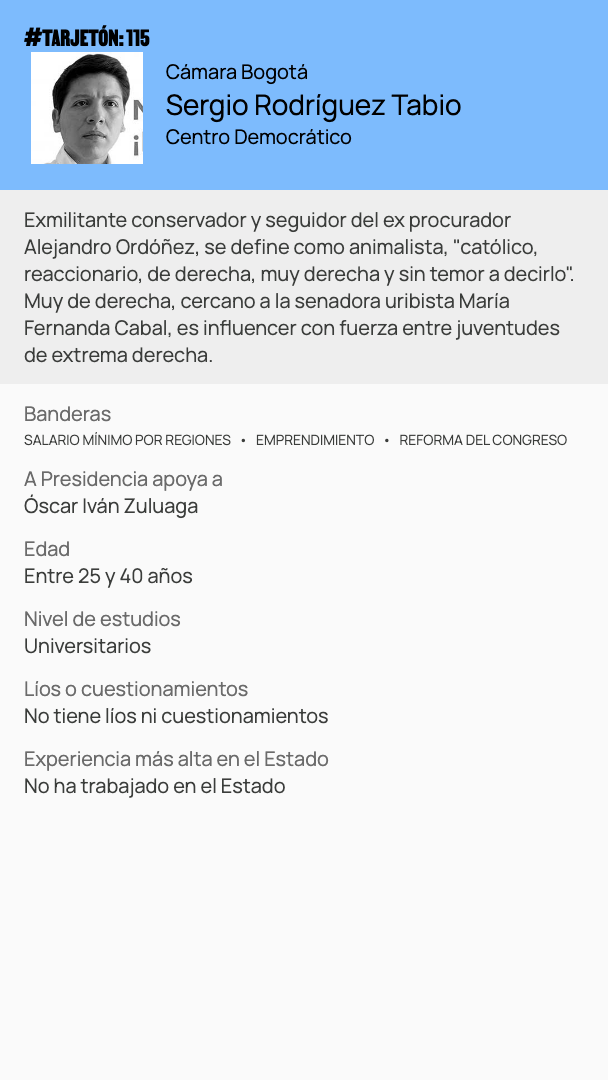 #TARJETÓN: 115
Cámara Bogotá
Sergio Rodríguez Tabio
Centro Democrático
Exmilitante conservador y seguidor del ex procurador
Alejandro Ordóñez, se define como animalista, "católico,
reaccionario, de derecha, muy derecha y sin temor a decirlo".
Muy de derecha, cercano a la senadora uribista María
Fernanda Cabal, es influencer con fuerza entre juventudes
de extrema derecha.
Banderas
SALARIO MÍNIMO POR REGIONES • EMPRENDIMIENTO • REFORMA DEL CONGRESO
A Presidencia apoya a
Óscar Iván Zuluaga
Edad
Entre 25 y 40 años
Nivel de estudios
Universitarios
Líos o cuestionamientos
No tiene líos ni cuestionamientos
Experiencia más alta en el Estado
No ha trabajado en el Estado